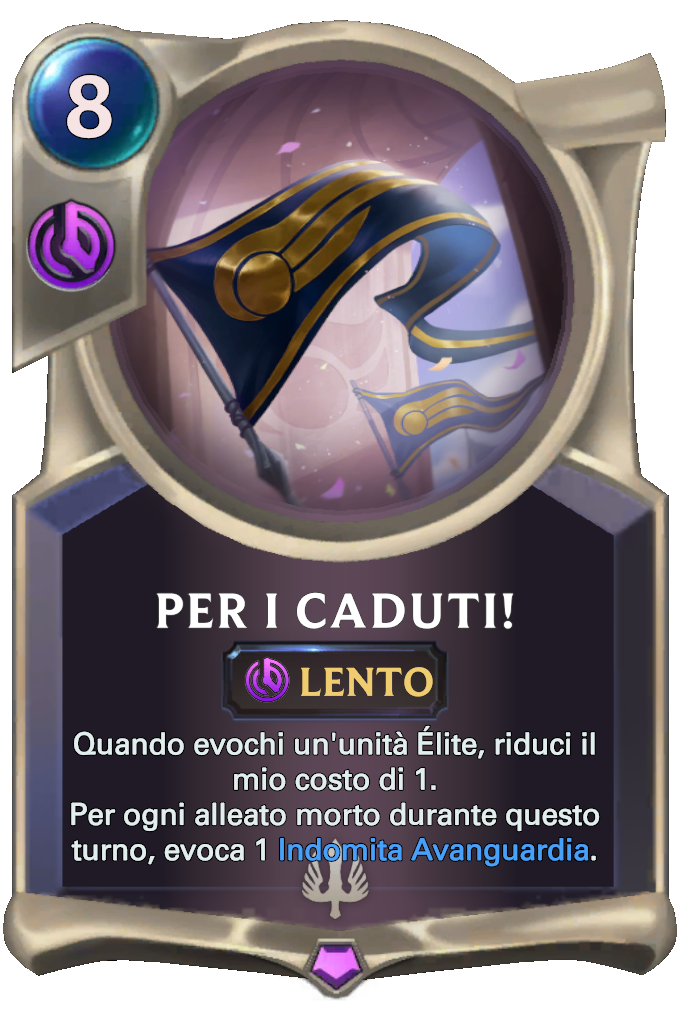 8
PER I CADUTI!
LENTO
Quando evochi un'unità Élite, riduci il
mio costo di 1.
Per ogni alleato morto durante questo
turno, evoca 1 Indomita Avanguardia.